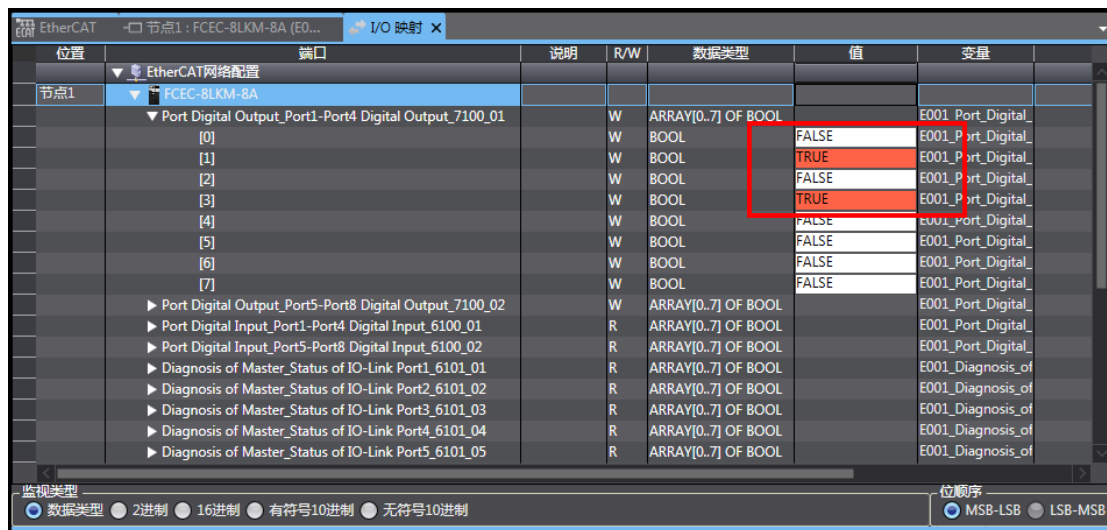 ECAT EtherCAT 节点1 : FCEC-8LKM-8A (E0... I/O 映射 ×
位置 端口 说明 R/W 数据类型 值 变量
▼ EtherCAT网络配置
节点1 ▼ FCEC-8LKM-8A
▼ Port Digital Output_Port1-Port4 Digital Output_7100_01 W ARRAY[0..7] OF BOOL E001_Port_Digital_
[0] W BOOL FALSE E001_Port_Digital_
[1] W BOOL TRUE E001_Port_Digital_
[2] W BOOL FALSE E001_Port_Digital_
[3] W BOOL TRUE E001_Port_Digital_
[4] W BOOL FALSE E001_Port_Digital_
[5] W BOOL FALSE E001_Port_Digital_
[6] W BOOL FALSE E001_Port_Digital_
[7] W BOOL FALSE E001_Port_Digital_
▶ Port Digital Output_Port5-Port8 Digital Output_7100_02 W ARRAY[0..7] OF BOOL E001_Port_Digital_
▶ Port Digital Input_Port1-Port4 Digital Input_6100_01 R ARRAY[0..7] OF BOOL E001_Port_Digital_
▶ Port Digital Input_Port5-Port8 Digital Input_6100_02 R ARRAY[0..7] OF BOOL E001_Port_Digital_
▶ Diagnosis of Master_Status of IO-Link Port1_6101_01 R ARRAY[0..7] OF BOOL E001_Diagnosis_of
▶ Diagnosis of Master_Status of IO-Link Port2_6101_02 R ARRAY[0..7] OF BOOL E001_Diagnosis_of
▶ Diagnosis of Master_Status of IO-Link Port3_6101_03 R ARRAY[0..7] OF BOOL E001_Diagnosis_of
▶ Diagnosis of Master_Status of IO-Link Port4_6101_04 R ARRAY[0..7] OF BOOL E001_Diagnosis_of
▶ Diagnosis of Master_Status of IO-Link Port5_6101_05 R ARRAY[0..7] OF BOOL E001_Diagnosis_of
监视类型 位顺序
数据类型 2进制 16进制 有符号10进制 无符号10进制 MSB-LSB LSB-MSB